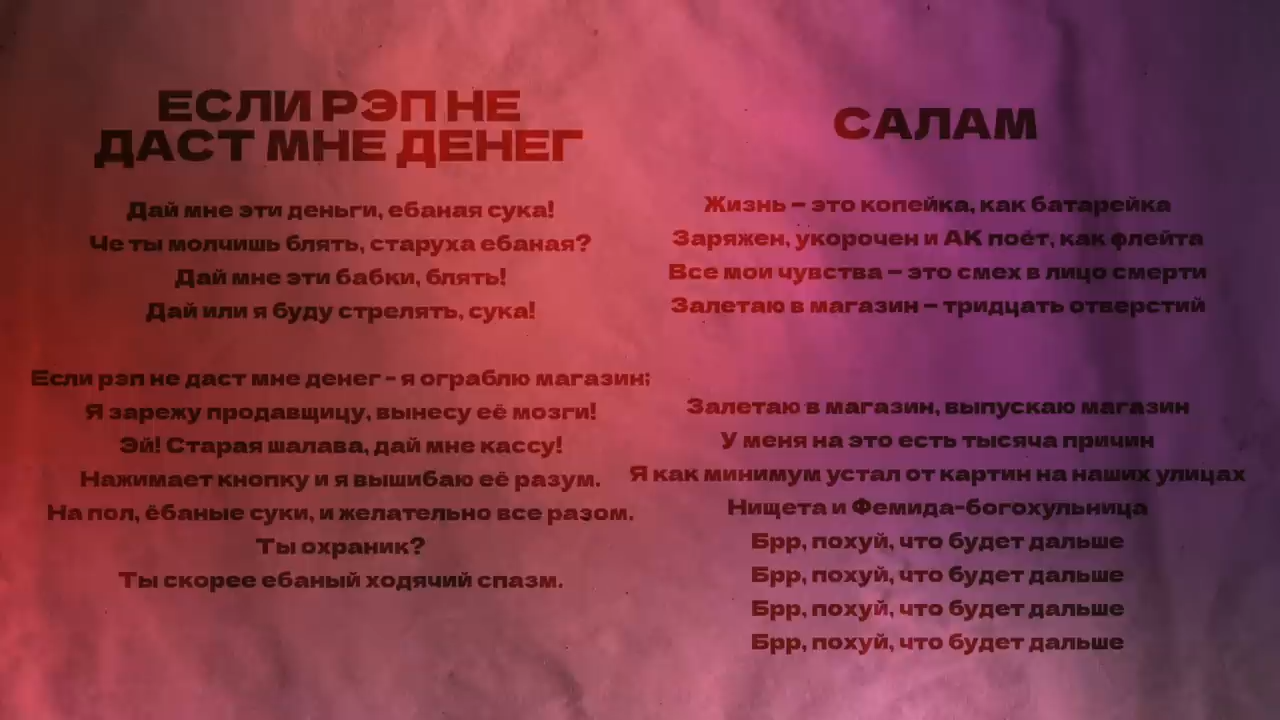 ЕСЛИ РЭП НЕ
ДАСТ МНЕ ДЕНЕГ
Дай мне эти деньги, ебаная сука!
Че ты молчишь блять, старуха ебаная?
Дай мне эти бабки, блять!
Дай или я буду стрелять, сука!
Если рэп не даст мне денег - я ограблю магазин;
Я зарежу продавщицу, вынесу её мозги!
Эй! Старая шалава, дай мне кассу!
Нажимает кнопку и я вышибаю её разум.
На пол, ёбаные суки, и желательно все разом.
Ты охраник?
Ты скорее ебаный ходячий спазм.
САЛАМ
Жизнь – это копейка, как батарейка
Заряжен, укорочен и АК поёт, как флейта
Все мои чувства – это смех в лицо смерти
Залетаю в магазин – тридцать отверстий
Залетаю в магазин, выпускаю магазин
У меня на это есть тысяча причин
Я как минимум устал от картин на наших улицах
Нищета и Фемида-богохульница
Брр, похуй, что будет дальше
Брр, похуй, что будет дальше
Брр, похуй, что будет дальше
Брр, похуй, что будет дальше